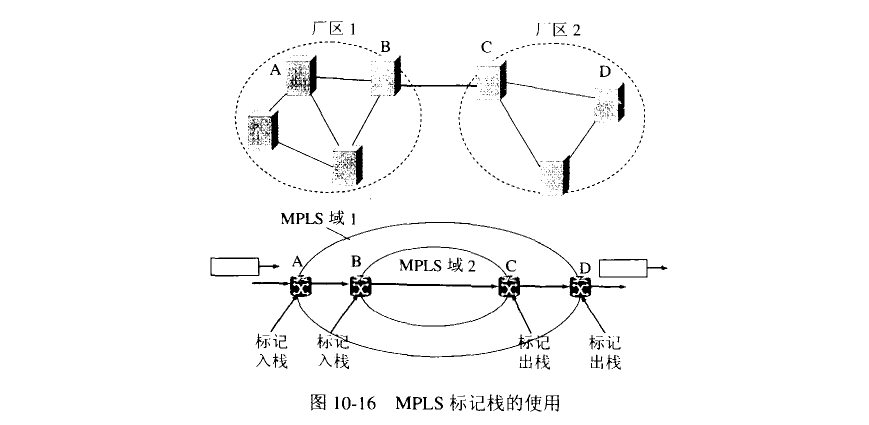 厂区 1
厂区 2
A
B
C
D
MPLS 域 1
A
B
MPLS 域 2
C
D
标记
入栈
标记
入栈
标记
出栈
标记
出栈
图 10-16 MPLS 标记栈的使用